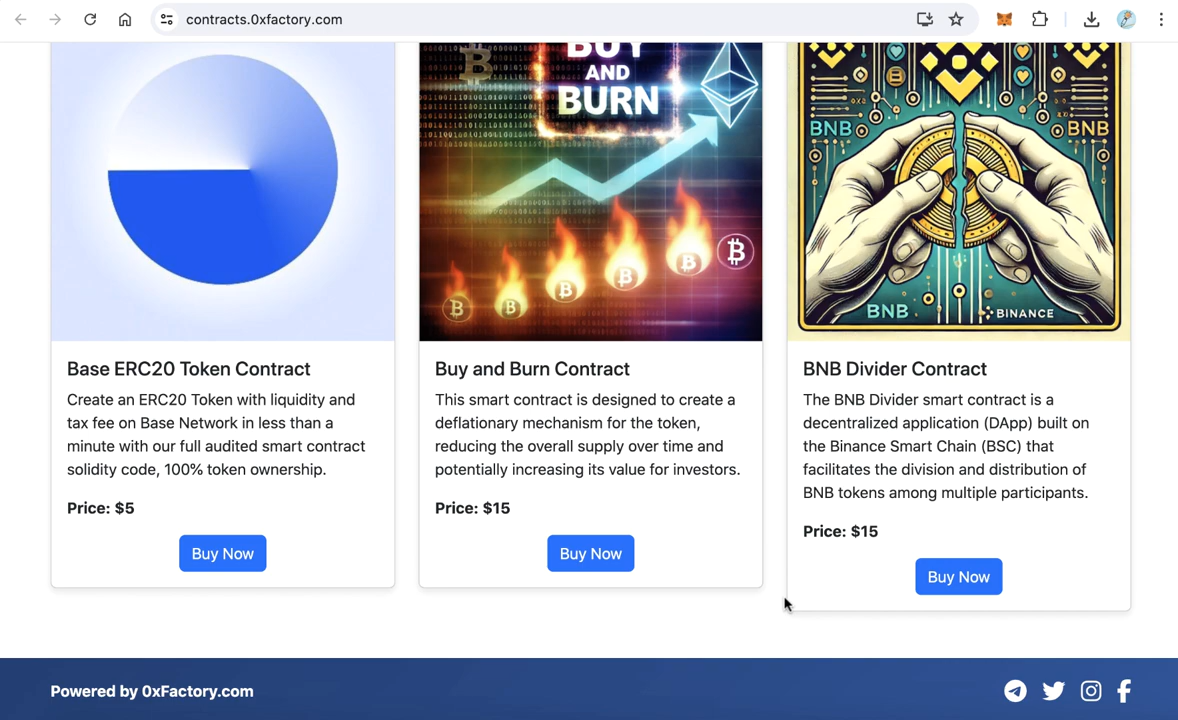 contracts.0xfactory.com
BUY
AND
BURN
BNB
BNB
BNB
BINANCE
Base ERC20 Token Contract
Create an ERC20 Token with liquidity and
tax fee on Base Network in less than a
minute with our full audited smart contract
solidity code, 100% token ownership.
Price: $5
Buy Now
Buy and Burn Contract
This smart contract is designed to create a
deflationary mechanism for the token,
reducing the overall supply over time and
potentially increasing its value for investors.
Price: $15
Buy Now
BNB Divider Contract
The BNB Divider smart contract is a
decentralized application (DApp) built on
the Binance Smart Chain (BSC) that
facilitates the division and distribution of
BNB tokens among multiple participants.
Price: $15
Buy Now
Powered by 0xFactory.com